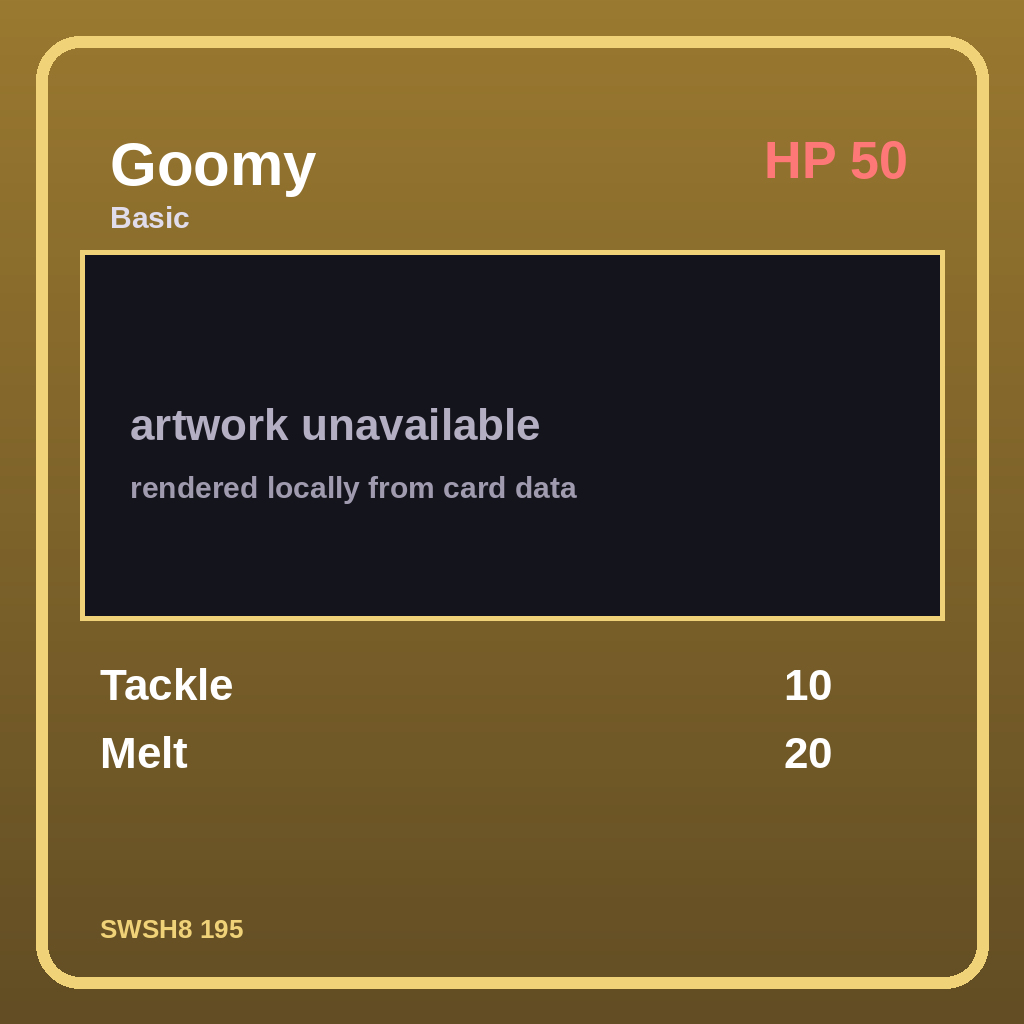 Goomy
HP 50
Basic
artwork unavailable
rendered locally from card data
Tackle 10
Melt 20
SWSH8 195